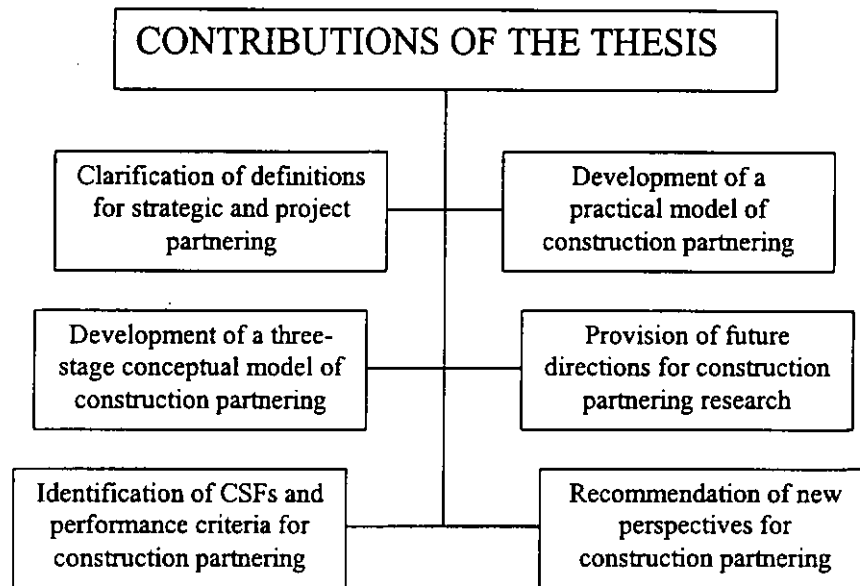 CONTRIBUTIONS OF THE THESIS
Clarification of definitions
for strategic and project
partnering
Development of a
practical model of
construction partnering
Development of a three-
stage conceptual model of
construction partnering
Provision of future
directions for construction
partnering research
Identification of CSFs and
performance criteria for
construction partnering
Recommendation of new
perspectives for
construction partnering